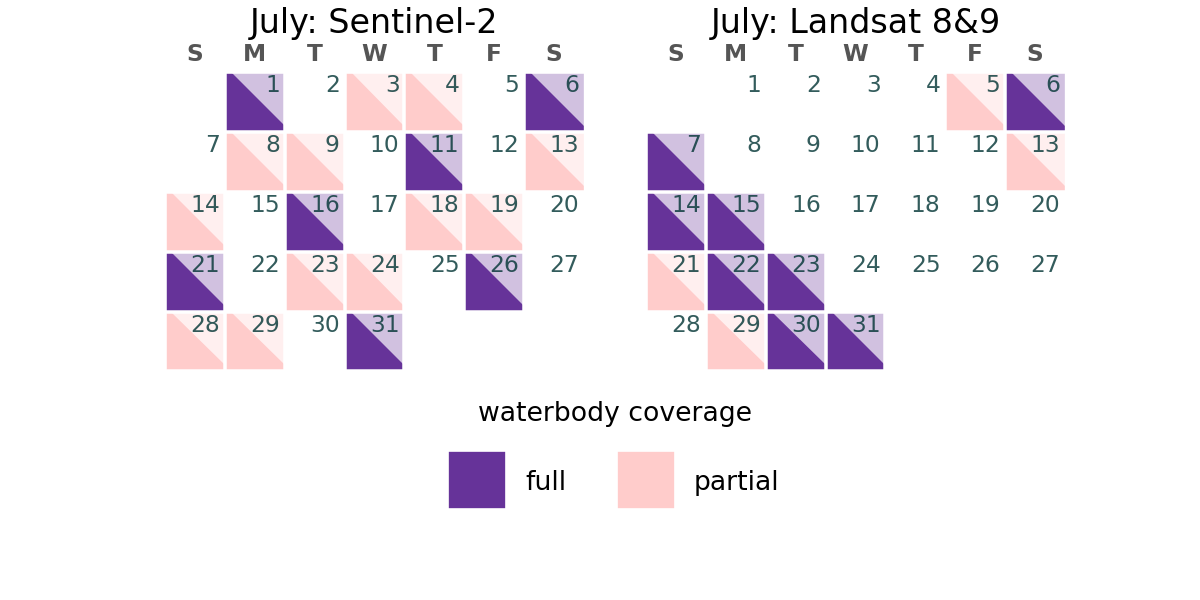 July: Sentinel-2
S M T W T F S
1 2 3 4 5 6
7 8 9 10 11 12 13
14 15 16 17 18 19 20
21 22 23 24 25 26 27
28 29 30 31
July: Landsat 8&9
S M T W T F S
1 2 3 4 5 6
7 8 9 10 11 12 13
14 15 16 17 18 19 20
21 22 23 24 25 26 27
28 29 30 31
waterbody coverage
full
partial